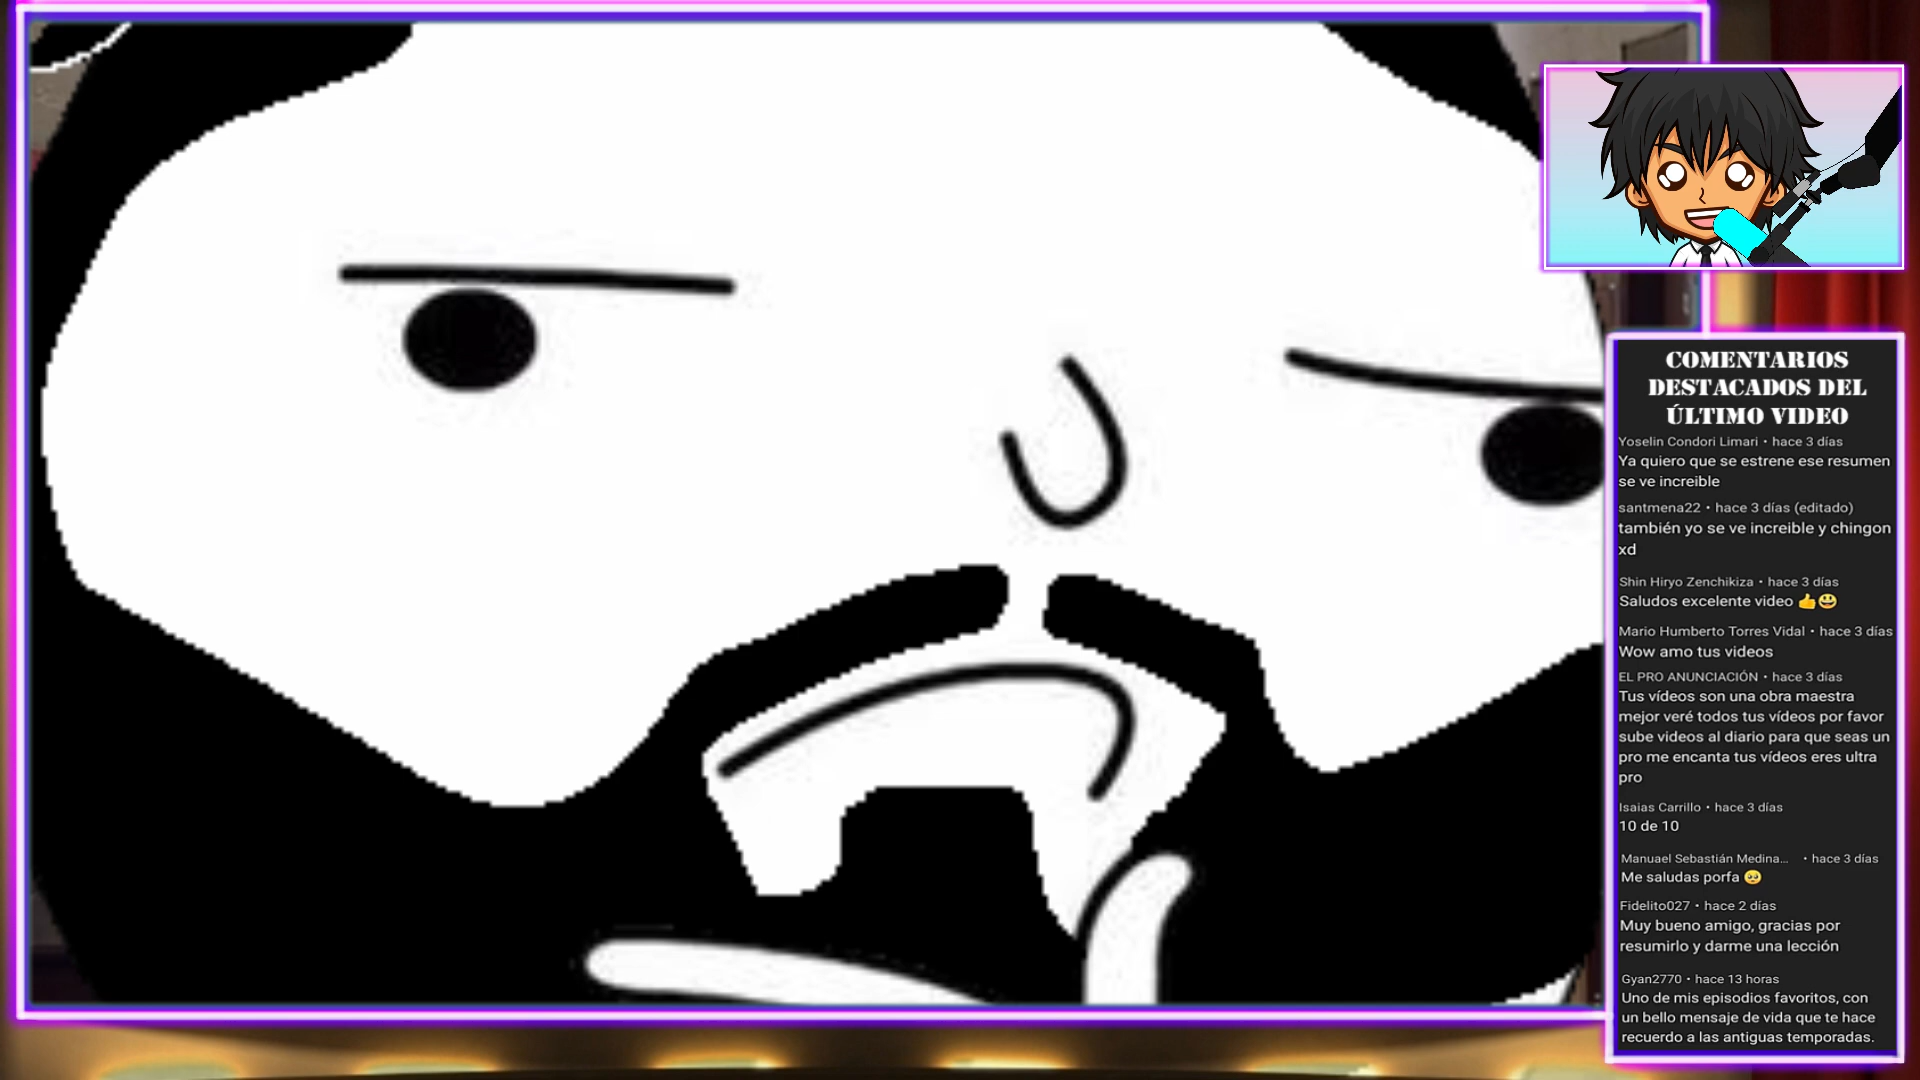 COMENTARIOS
DESTACADOS DEL
ÚLTIMO VIDEO
Yoselin Condori Limari • hace 3 días
Ya quiero que se estrene ese resumen
se ve increible
santmena22 • hace 3 días (editado)
también yo se ve increible y chingon
xd
Shin Hiryo Zenchikiza • hace 3 días
Saludos excelente video 👍😃
Mario Humberto Torres Vidal • hace 3 días
Wow amo tus videos
EL PRO ANUNCIACIÓN • hace 3 días
Tus vídeos son una obra maestra
mejor veré todos tus vídeos por favor
sube videos al diario para que seas un
pro me encanta tus vídeos eres ultra
pro
Isaias Carrillo • hace 3 días
10 de 10
Manuael Sebastián Medina... • hace 3 días
Me saludas porfa 🥺
Fidelito027 • hace 2 días
Muy bueno amigo, gracias por
resumirlo y darme una lección
Gyan2770 • hace 13 horas
Uno de mis episodios favoritos, con
un bello mensaje de vida que te hace
recuerdo a las antiguas temporadas.